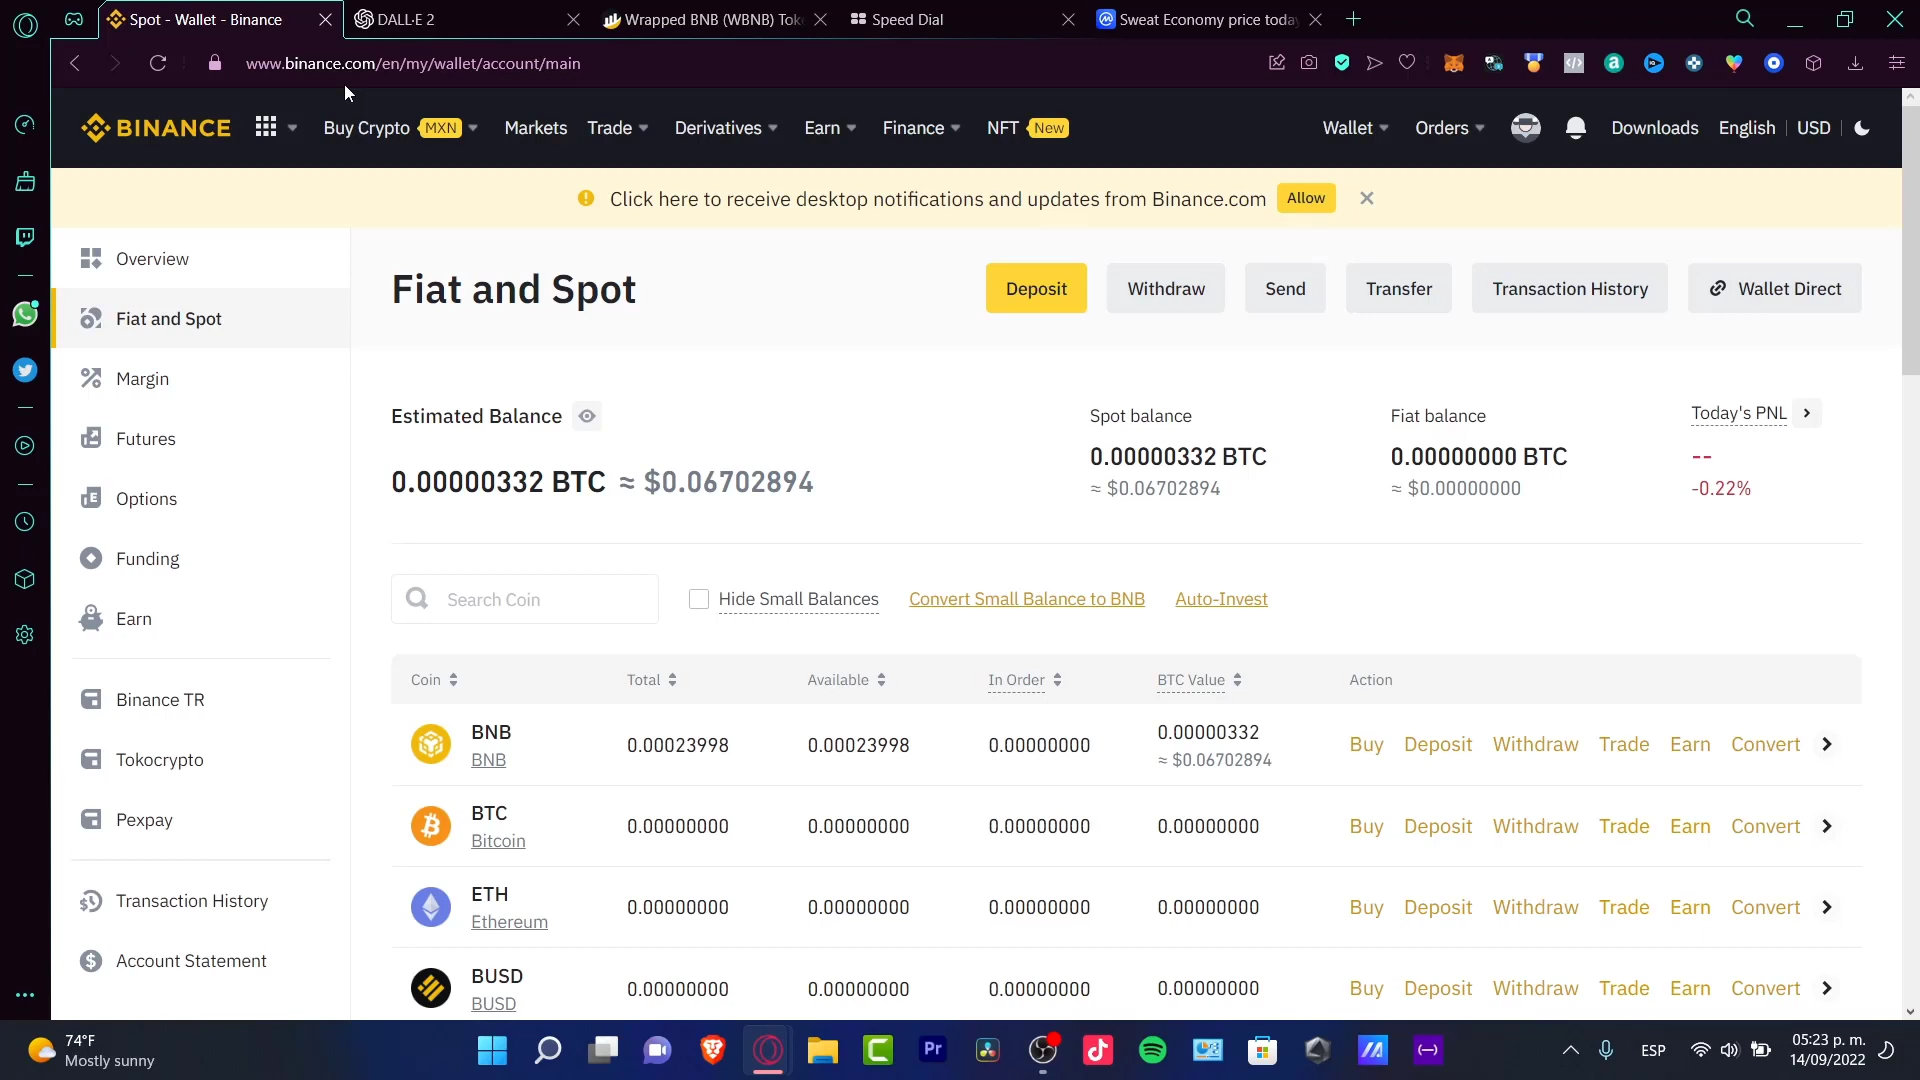 Spot - Wallet - Binance
DALL·E 2
Wrapped BNB (WBNB) Tok
Speed Dial
Sweat Economy price today
www.binance.com/en/my/wallet/account/main
BINANCE
Buy Crypto MXN
Markets
Trade
Derivatives
Earn
Finance
NFT New
Wallet
Orders
Downloads
English
USD
Click here to receive desktop notifications and updates from Binance.com
Allow
Overview
Fiat and Spot
Margin
Futures
Options
Funding
Earn
Binance TR
Tokocrypto
Pexpay
Transaction History
Account Statement
Fiat and Spot
Deposit
Withdraw
Send
Transfer
Transaction History
Wallet Direct
Estimated Balance
0.00000332 BTC ≈ $0.06702894
Spot balance
0.00000332 BTC
≈ $0.06702894
Fiat balance
0.00000000 BTC
≈ $0.00000000
Today's PNL
--
-0.22%
Search Coin
Hide Small Balances
Convert Small Balance to BNB
Auto-Invest
Coin Total Available In Order BTC Value Action
BNB
BNB
0.00023998 0.00023998 0.00000000
0.00000332
≈ $0.06702894
Buy Deposit Withdraw Trade Earn Convert
BTC
Bitcoin
0.00000000 0.00000000 0.00000000 0.00000000
Buy Deposit Withdraw Trade Earn Convert
ETH
Ethereum
0.00000000 0.00000000 0.00000000 0.00000000
Buy Deposit Withdraw Trade Earn Convert
BUSD
BUSD
0.00000000 0.00000000 0.00000000 0.00000000
Buy Deposit Withdraw Trade Earn Convert
74°F
Mostly sunny
Pr
ESP
05:23 p. m.
14/09/2022